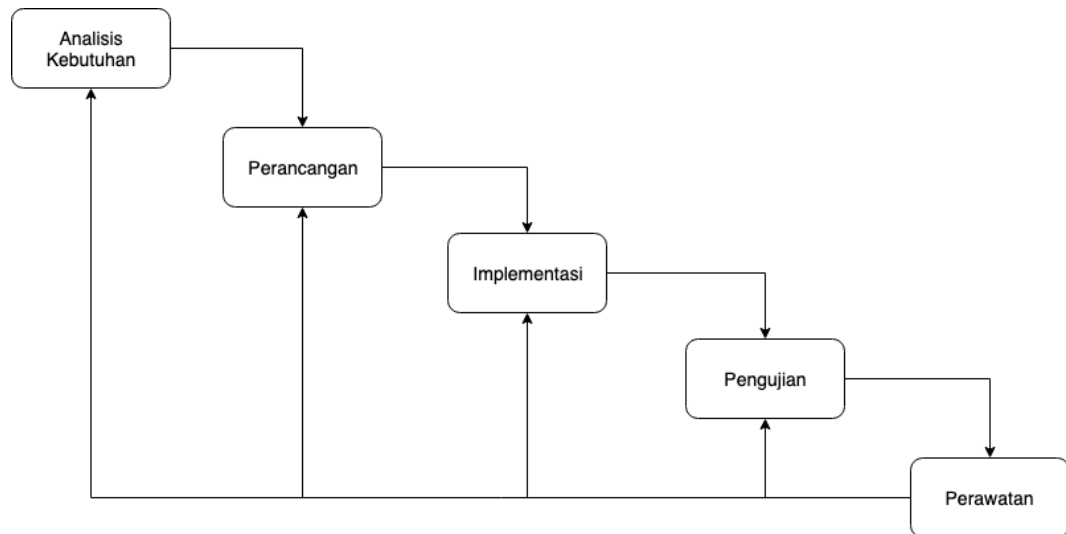 Analisis
Kebutuhan
Perancangan
Implementasi
Pengujian
Perawatan